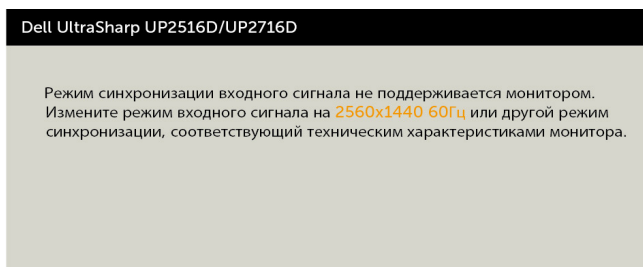 Dell UltraSharp UP2516D/UP2716D
Режим синхронизации входного сигнала не поддерживается монитором.
Измените режим входного сигнала на 2560x1440 60Гц или другой режим
синхронизации, соответствующий техническим характеристиками монитора.